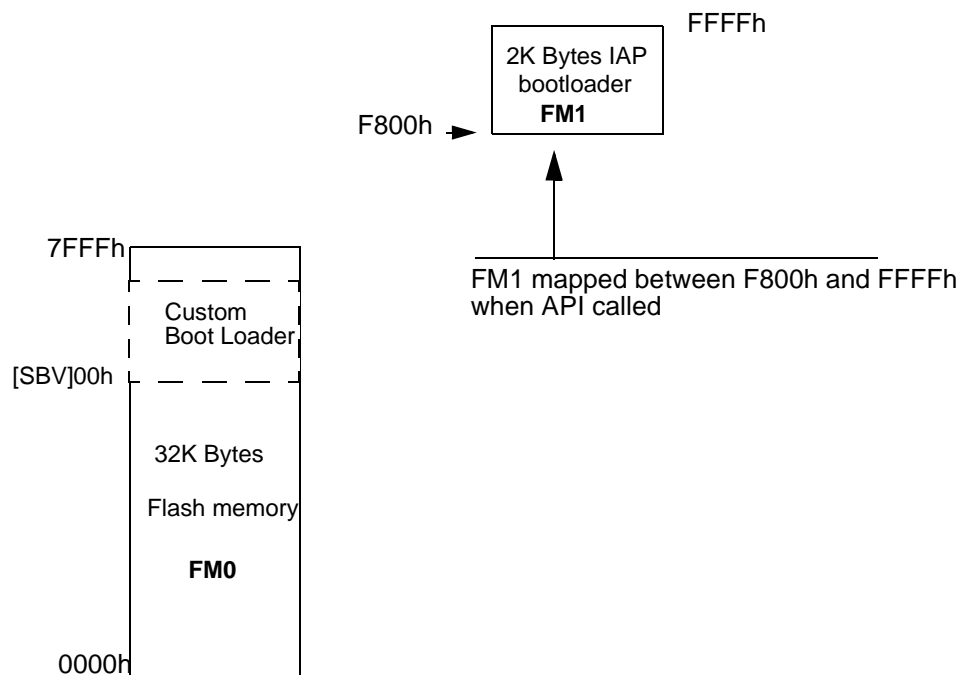 FFFFh
2K Bytes IAP
bootloader
FM1
F800h
7FFFh
FM1 mapped between F800h and FFFFh
when API called
Custom
Boot Loader
[SBV]00h
32K Bytes
Flash memory
FM0
0000h